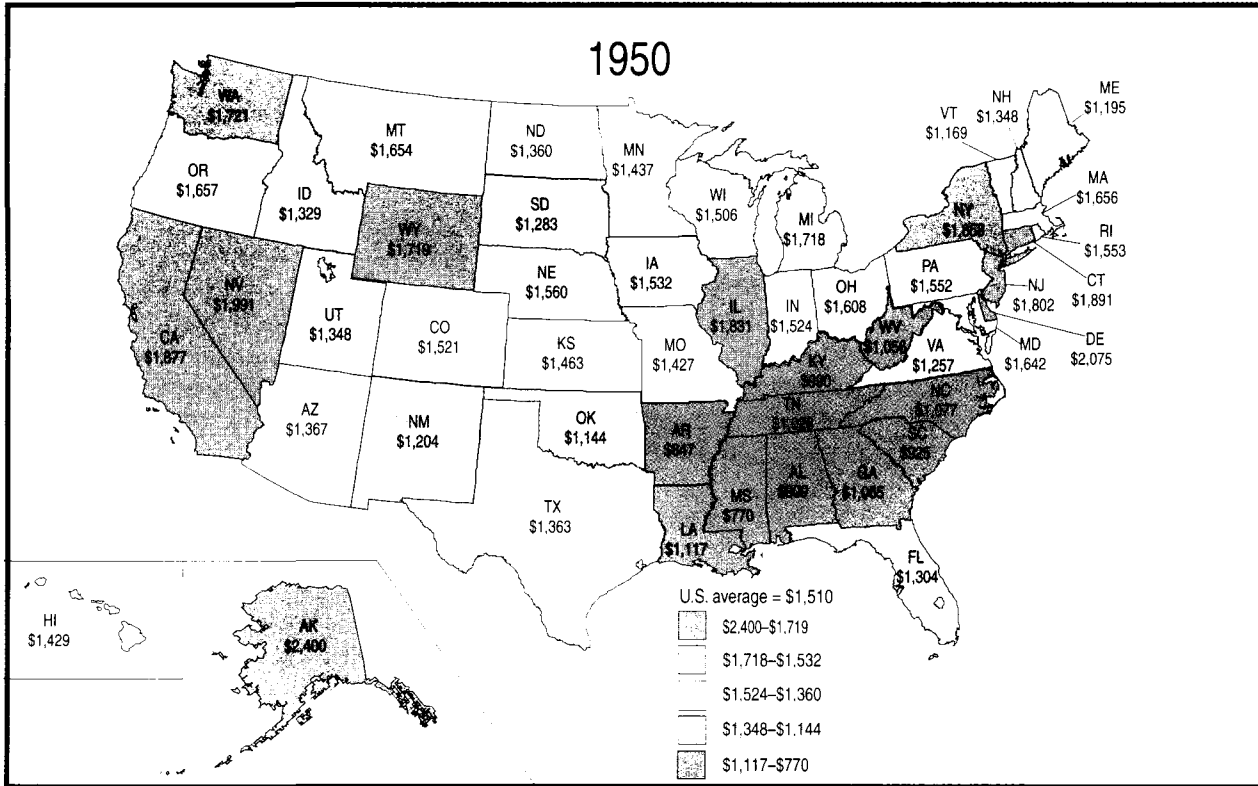 1950
WA
$1,721
MT
$1,654
ND
$1,360
MN
$1,437
VT
$1,169
NH
$1,348
ME
$1,195
OR
$1,657
ID
$1,329
WY
$1,719
SD
$1,283
WI
$1,506
MI
$1,718
NY
MA
$1,656
RI
$1,553
CT
$1,891
NJ
$1,802
DE
$2,075
MD
$1,642
PA
$1,552
NV
$1,991
CA
$1,877
UT
$1,348
CO
$1,521
NE
$1,560
IA
$1,532
IL
$1,831
IN
$1,524
OH
$1,608
WV
VA
$1,257
KS
$1,463
MO
$1,427
KY
TN
NC
$1,077
SC
AZ
$1,367
NM
$1,204
OK
$1,144
AR
TX
$1,363
LA
$1,117
MS
$770
AL
GA
FL
$1,304
HI
$1,429
AK
$2,400
U.S. average = $1,510
$2,400–$1,719
$1,718–$1,532
$1.524–$1.360
$1,348–$1.144
$1,117–$770